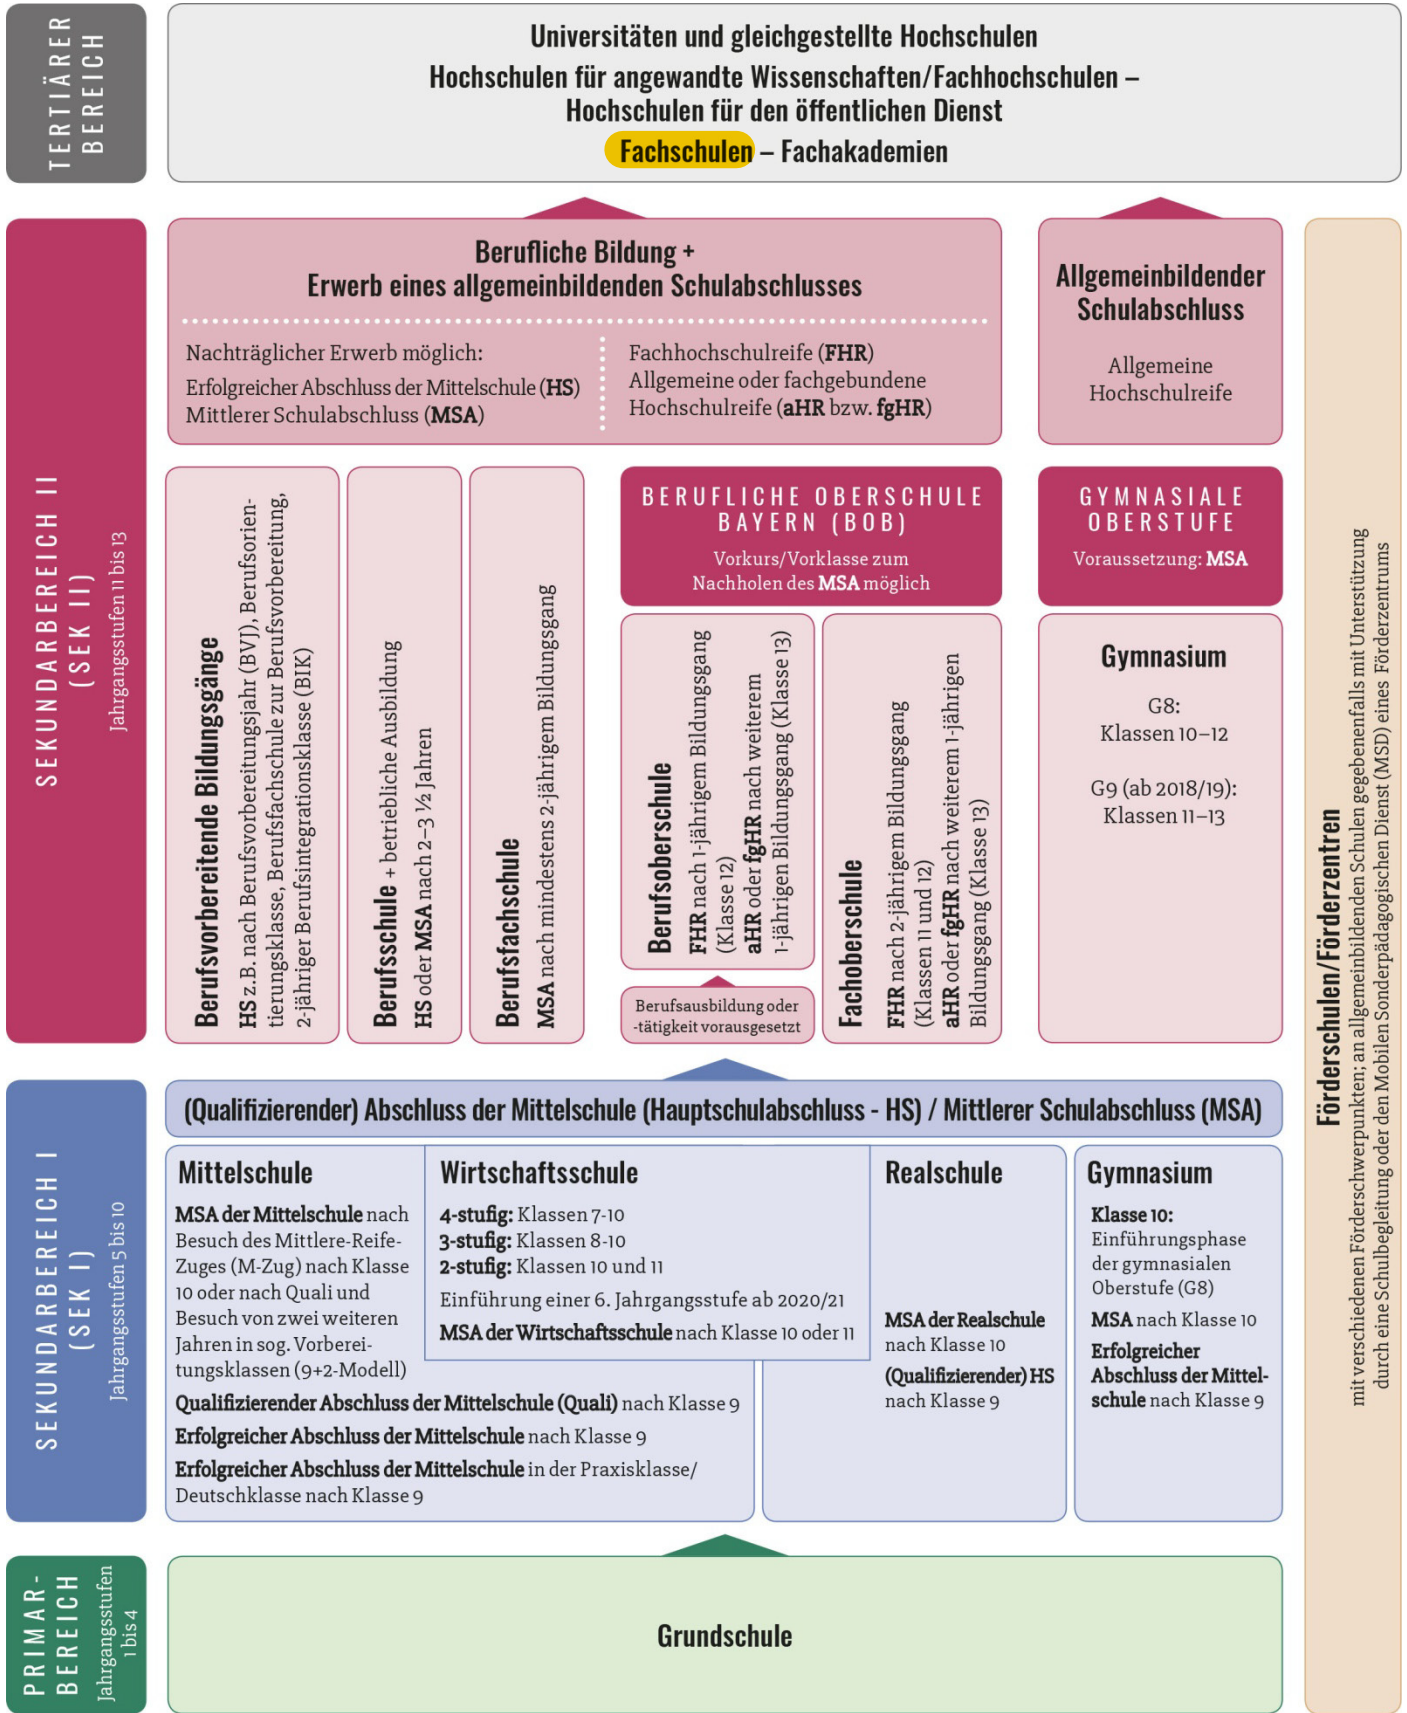 TERTIÄRER
BEREICH
Universitäten und gleichgestellte Hochschulen
Hochschulen für angewandte Wissenschaften/Fachhochschulen –
Hochschulen für den öffentlichen Dienst
Fachschulen – Fachakademien
SEKUNDARBEREICH II
(SEK II)
Jahrgangsstufen 11 bis 13
Berufliche Bildung +
Erwerb eines allgemeinbildenden Schulabschlusses
Nachträglicher Erwerb möglich:
Erfolgreicher Abschluss der Mittelschule (HS)
Mittlerer Schulabschluss (MSA)
Fachhochschulreife (FHR)
Allgemeine oder fachgebundene
Hochschulreife (aHR bzw. fgHR)
Allgemeinbildender
Schulabschluss
Allgemeine
Hochschulreife
Berufsvorbereitende Bildungsgänge
HS z.B. nach Berufsvorbereitungsjahr (BVJ), Berufsorien-
tierungsklasse, Berufsfachschule zur Berufsvorbereitung,
2-jähriger Berufsintegrationsklasse (BIK)
Berufsschule + betriebliche Ausbildung
HS oder MSA nach 2–3 ½ Jahren
Berufsfachschule
MSA nach mindestens 2-jährigem Bildungsgang
BERUFLICHE OBERSCHULE
BAYERN (BOB)
Vorkurs/Vorklasse zum
Nachholen des MSA möglich
Berufsoberschule
FHR nach 1-jährigem Bildungsgang
(Klasse 12)
aHR oder fgHR nach weiterem
1-jährigen Bildungsgang (Klasse 13)
Berufsausbildung oder
-tätigkeit vorausgesetzt
Fachoberschule
FHR nach 2-jährigem Bildungsgang
(Klassen 11 und 12)
aHR oder fgHR nach weiterem 1-jährigen
Bildungsgang (Klasse 13)
GYMNASIALE
OBERSTUFE
Voraussetzung: MSA
Gymnasium
G8:
Klassen 10–12
G9 (ab 2018/19):
Klassen 11–13
Förderschulen/Förderzentren
mit verschiedenen Förderschwerpunkten; an allgemeinbildenden Schulen gegebenenfalls mit Unterstützung
durch eine Schulbegleitung oder den Mobilen Sonderpädagogischen Dienst (MSD) eines Förderzentrums
SEKUNDARBEREICH I
(SEK I)
Jahrgangsstufen 5 bis 10
(Qualifizierender) Abschluss der Mittelschule (Hauptschulabschluss - HS) / Mittlerer Schulabschluss (MSA)
Mittelschule
MSA der Mittelschule nach
Besuch des Mittlere-Reife-
Zuges (M-Zug) nach Klasse
10 oder nach Quali und
Besuch von zwei weiteren
Jahren in sog. Vorberei-
tungsklassen (9+2-Modell)
Qualifizierender Abschluss der Mittelschule (Quali) nach Klasse 9
Erfolgreicher Abschluss der Mittelschule nach Klasse 9
Erfolgreicher Abschluss der Mittelschule in der Praxisklasse/
Deutschklasse nach Klasse 9
Wirtschaftsschule
4-stufig: Klassen 7-10
3-stufig: Klassen 8-10
2-stufig: Klassen 10 und 11
Einführung einer 6. Jahrgangsstufe ab 2020/21
MSA der Wirtschaftsschule nach Klasse 10 oder 11
Realschule
MSA der Realschule
nach Klasse 10
(Qualifizierender) HS
nach Klasse 9
Gymnasium
Klasse 10:
Einführungsphase
der gymnasialen
Oberstufe (G8)
MSA nach Klasse 10
Erfolgreicher
Abschluss der Mittel-
schule nach Klasse 9
PRIMAR-
BEREICH
Jahrgangsstufen
1 bis 4
Grundschule